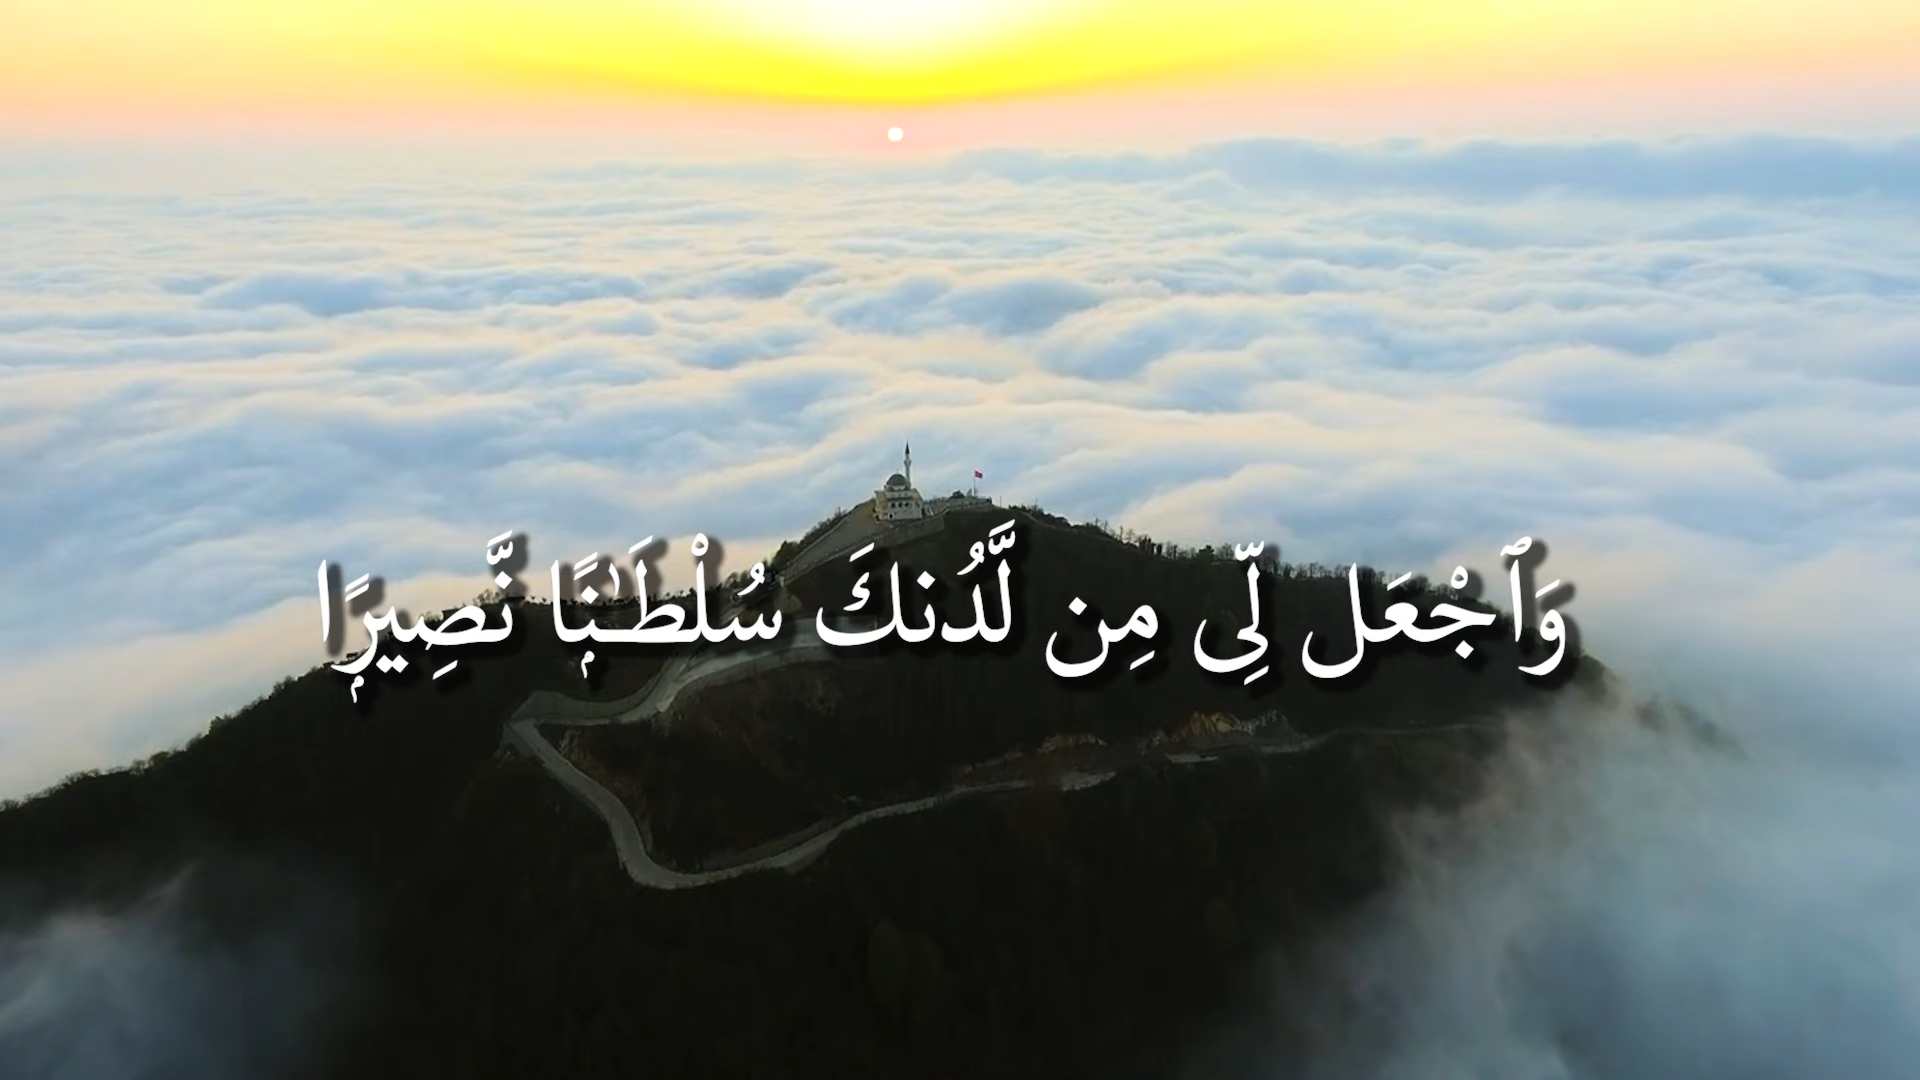 وَٱجْعَل لِّى مِن لَّدُنكَ سُلْطَـٰنًۭا نَّصِيرًۭا